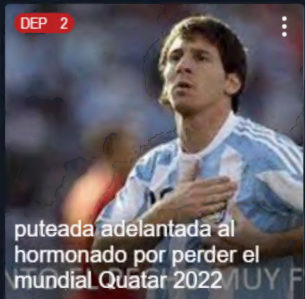 DEP 2
puteada adelantada al
hormonado por perder el
mundial Quatar 2022